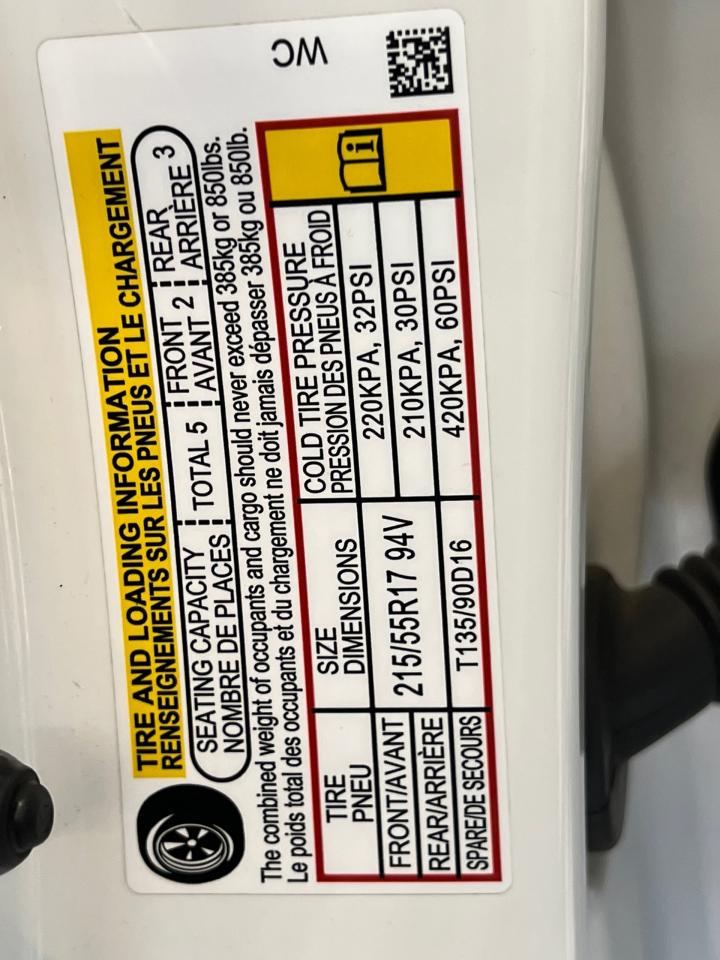 TIRE AND LOADING INFORMATION
RENSEIGNEMENTS SUR LES PNEUS ET LE CHARGEMENT
SEATING CAPACITY TOTAL 5 FRONT 2 REAR 3
NOMBRE DE PLACES AVANT ARRIÈRE
The combined weight of occupants and cargo should never exceed 385kg or 850lbs.
Le poids total des occupants et du chargement ne doit jamais dépasser 385kg ou 850lb.
TIRE SIZE COLD TIRE PRESSURE
PNEU DIMENSIONS PRESSION DES PNEUS À FROID
FRONT/AVANT 215/55R17 94V 220KPA, 32PSI
REAR/ARRIÈRE 210KPA, 30PSI
SPARE/DE SECOURS T135/90D16 420KPA, 60PSI
WC
i